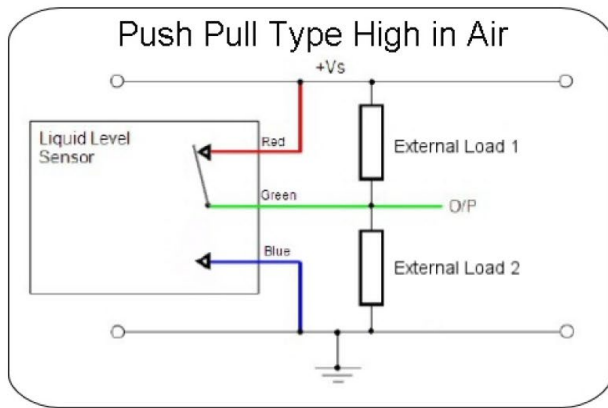 Push Pull Type High in Air
+Vs
Liquid Level
Sensor
Red
External Load 1
Green
O/P
Blue
External Load 2